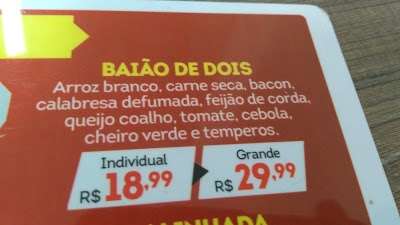 BAIÃO DE DOIS
Arroz branco, carne seca, bacon,
calabresa defumada, feijão de corda,
queijo coalho, tomate, cebola,
cheiro verde e temperos.
Individual
R$ 18,99
Grande
R$ 29,99